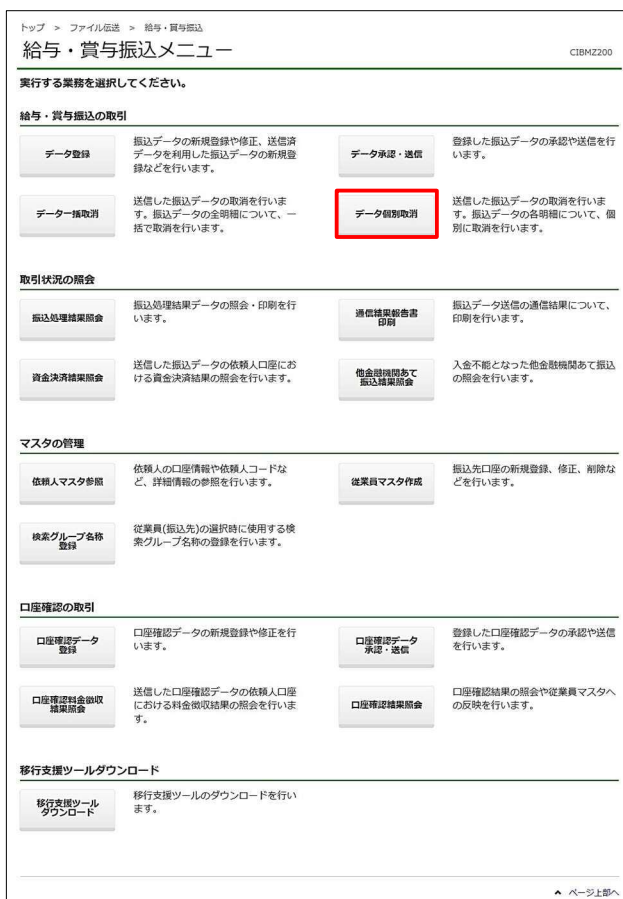 トップ > ファイル伝送 > 給与・賞与振込
給与・賞与振込メニュー
CIBMZ200
実行する業務を選択してください。
給与・賞与振込の取引
データ登録
振込データの新規登録や修正、送信済
データを利用した振込データの新規登
録などを行います。
データ承認・送信
登録した振込データの承認や送信を行
います。
データ一括取消
送信した振込データの取消を行いま
す。振込データの全明細について、一
括で取消を行います。
データ個別取消
送信した振込データの取消を行いま
す。振込データの各明細について、個
別に取消を行います。
取引状況の照会
振込処理結果照会
振込処理結果データの照会・印刷を行
います。
通信結果報告書
印刷
振込データ送信の通信結果について、
印刷を行います。
資金決済結果照会
送信した振込データの依頼人口座にお
ける資金決済結果の照会を行います。
他金融機関あて
振込結果照会
入金不能となった他金融機関あて振込
の照会を行います。
マスタの管理
依頼人マスタ参照
依頼人の口座情報や依頼人コードな
ど、詳細情報の参照を行います。
従業員マスタ作成
振込先口座の新規登録、修正、削除な
どを行います。
検索グループ名称
登録
従業員(振込先)の選択時に使用する検
索グループ名称の登録を行います。
口座確認の取引
口座確認データ
登録
口座確認データの新規登録や修正を行
います。
口座確認データ
承認・送信
登録した口座確認データの承認や送信
を行います。
口座確認料金徴収
結果照会
送信した口座確認データの依頼人口座
における料金徴収結果の照会を行いま
す。
口座確認結果照会
口座確認結果の照会や従業員マスタへ
の反映を行います。
移行支援ツールダウンロード
移行支援ツール
ダウンロード
移行支援ツールのダウンロードを行い
ます。
ページ上部へ